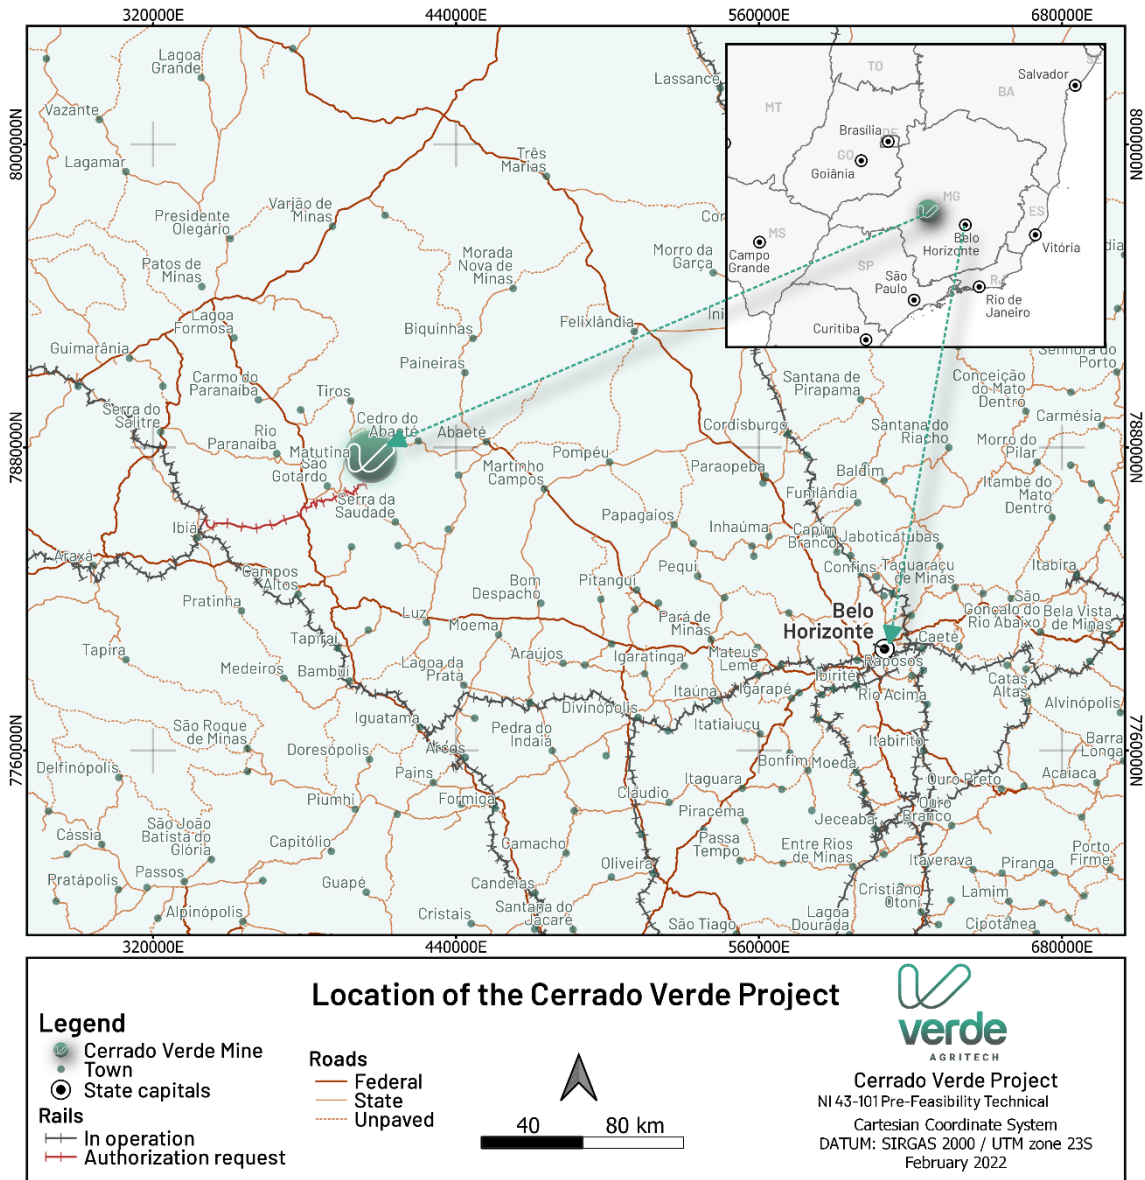 320000E
440000E
560000E
680000E
8000000N
7880000N
7760000N
8000000N
7880000N
7760000N
Lagoa
Grande
Vazante
Lagamar
Presidente
Olegário
Patos de
Minas
Varjão de
Minas
Três
Marias
Lassance
Morada
Nova de
Minas
Morro da
Garça
Lagoa
Formosa
Guimarânia
Biquinhas
Felixlândia
Paineiras
Carmo do
Paranaíba
Tiros
Serra do
Salitre
Rio
Paranaíba
Cedro do
Abaeté
Abaeté
Matutina
São
Gotardo
Serra da
Saudade
Martinho
Campos
Pompéu
Cordisburgo
Paraopeba
Santana de
Pirapama
Conceição
do Mato
Dentro
Senhora do
Porto
Carmésia
Santana do
Riacho
Morro do
Pilar
Baldim
Itambé do
Mato
Dentro
Funilândia
Papagaios
Inhaúma
Capim
Branco
Jaboticatubas
Ibiá
Araxá
Campos
Altos
Pratinha
Bom
Despacho
Pitangui
Pequi
Confins
Taquaraçu
de Minas
Itabira
Luz
Moema
Pará de
Minas
Belo
Horizonte
São
Gonçalo do
Rio Abaixo
Bela Vista
de Minas
Caeté
Tapira
Tapiraí
Medeiros
Bambuí
Lagoa da
Prata
Araújos
Igaratinga
Mateus
Leme
Raposos
Ibirité
Igarapé
Itaúna
Rio Acima
Catas
Altas
Alvinópolis
São Roque
de Minas
Iguatama
Divinópolis
Itatiaiuçu
Delfinópolis
Doresópolis
Arcos
Pedra do
Indaiá
Bonfim
Moeda
Itabirito
Barra
Longa
Acaiaca
Pains
Formiga
Cláudio
Itaguara
Ouro Preto
Piumhi
Piracema
Ouro
Branco
Jeceaba
Cássia
São João
Batista do
Glória
Capitólio
Camacho
Passa
Tempo
Entre Rios
de Minas
Itaverava
Piranga
Porto
Firme
Oliveira
Pratápolis
Passos
Guapé
Candeias
Cristiano
Otoni
Lamim
Alpinópolis
Cristais
Santana do
Jacaré
São Tiago
Lagoa
Dourada
Cipotânea
TO
SE
Salvador
BA
MT
Brasília
DF
GO
Goiânia
MG
ES
MS
Campo
Grande
Belo
Horizonte
Vitória
SP
São
Paulo
RJ
Rio de
Janeiro
Curitiba
320000E
440000E
560000E
680000E
Location of the Cerrado Verde Project
Legend
Cerrado Verde Mine
Town
State capitals
Rails
In operation
Authorization request
Roads
Federal
State
Unpaved
40
80 km
verde
AGRITECH
Cerrado Verde Project
NI 43-101 Pre-Feasibility Technical
Cartesian Coordinate System
DATUM: SIRGAS 2000 / UTM zone 23S
February 2022